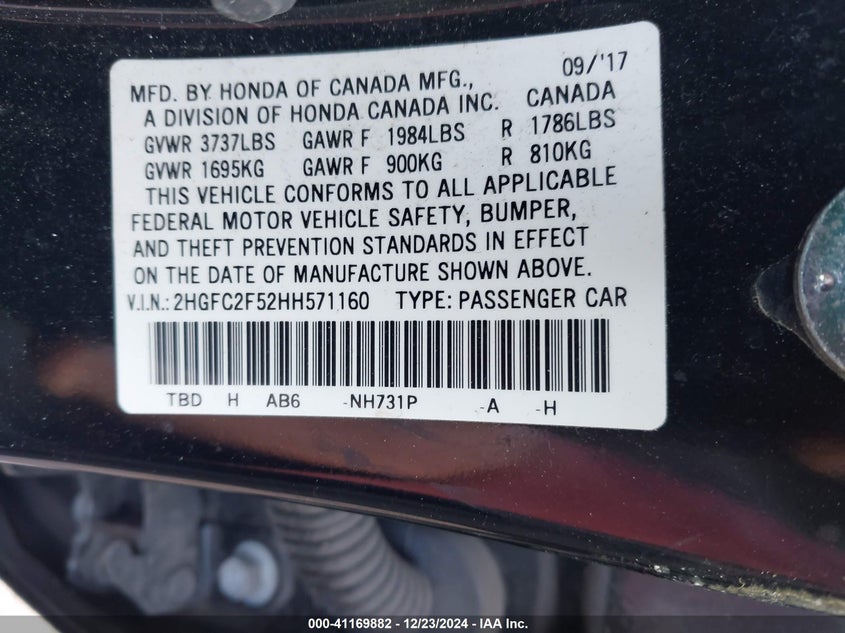 09/'17
MFD. BY HONDA OF CANADA MFG.,
A DIVISION OF HONDA CANADA INC. CANADA
GVWR 3737LBS GAWR F 1984LBS R 1786LBS
GVWR 1695KG GAWR F 900KG R 810KG
THIS VEHICLE CONFORMS TO ALL APPLICABLE
FEDERAL MOTOR VEHICLE SAFETY, BUMPER,
AND THEFT PREVENTION STANDARDS IN EFFECT
ON THE DATE OF MANUFACTURE SHOWN ABOVE.
V.I.N.: 2HGFC2F52HH571160 TYPE: PASSENGER CAR
TBD H AB6 -NH731P -A -H
000-41169882 - 12/23/2024 - IAA Inc.